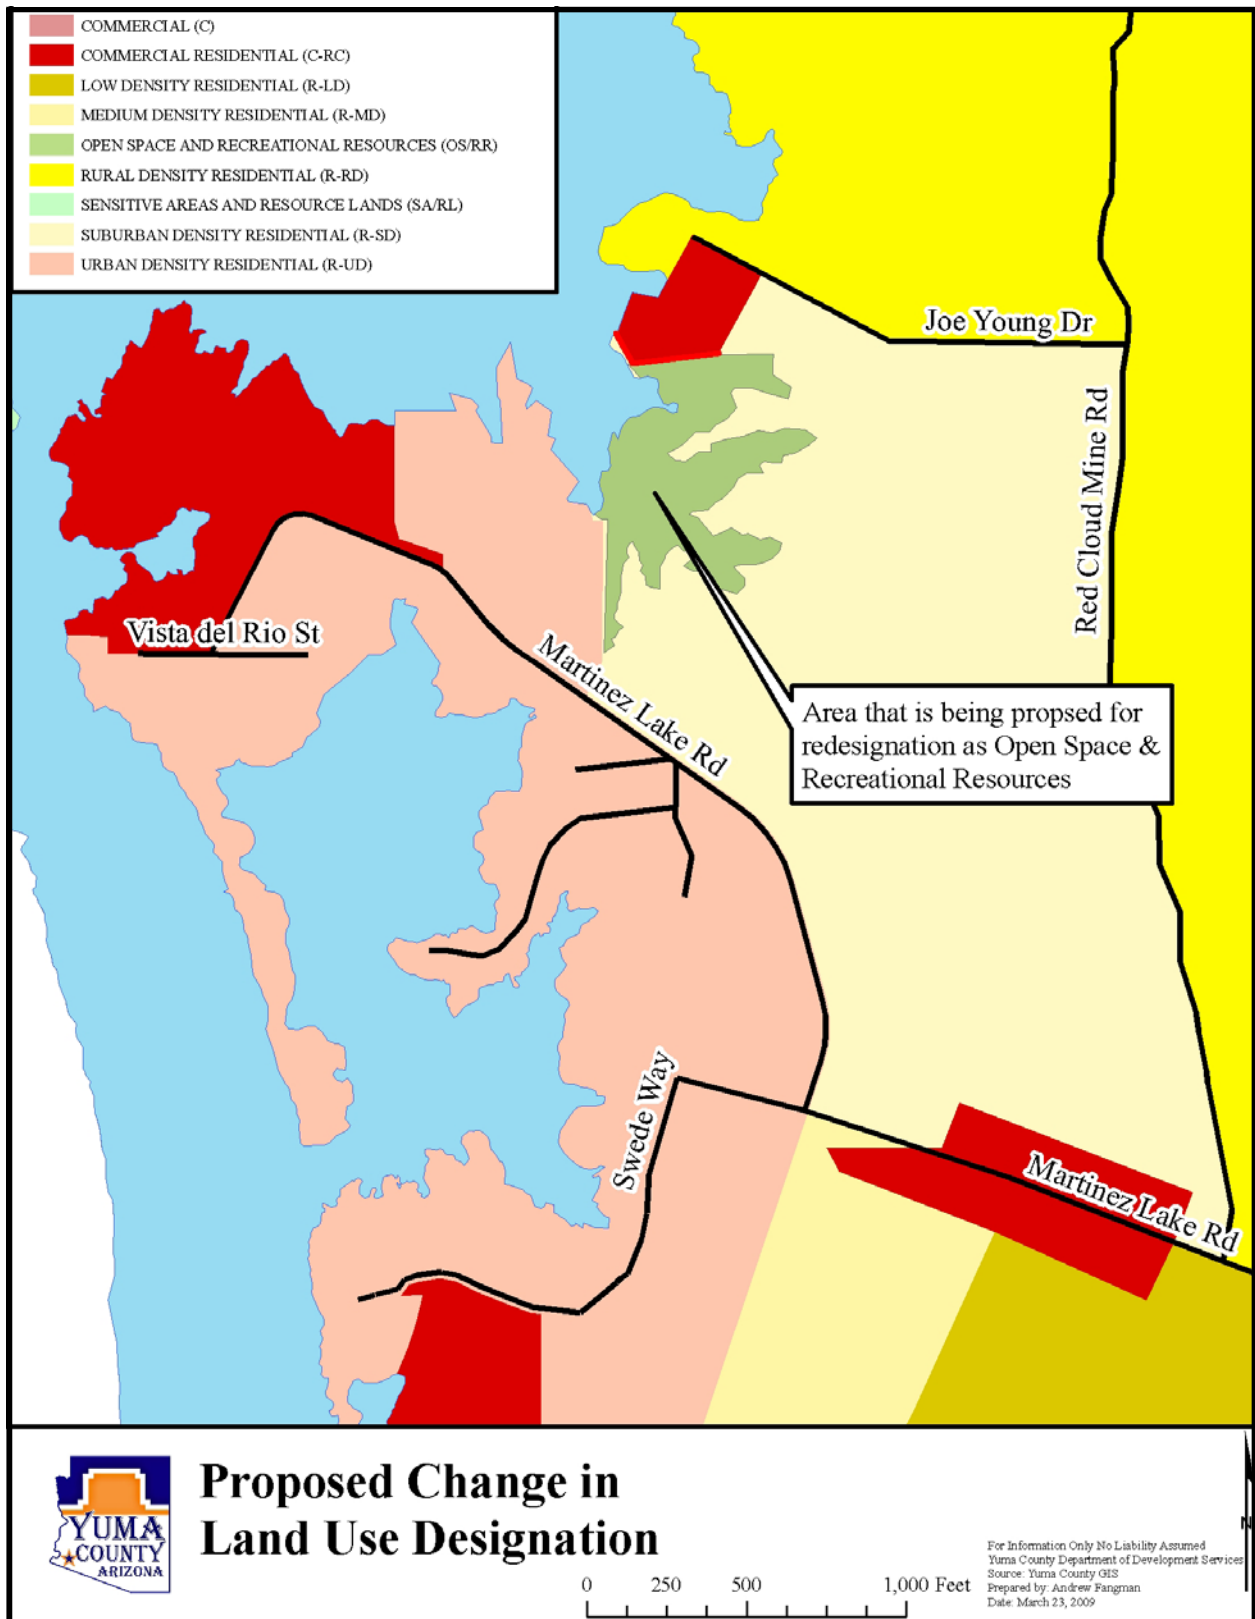 COMMERCIAL (C)
COMMERCIAL RESIDENTIAL (C-RC)
LOW DENSITY RESIDENTIAL (R-LD)
MEDIUM DENSITY RESIDENTIAL (R-MD)
OPEN SPACE AND RECREATIONAL RESOURCES (OS/RR)
RURAL DENSITY RESIDENTIAL (R-RD)
SENSITIVE AREAS AND RESOURCE LANDS (SA/RL)
SUBURBAN DENSITY RESIDENTIAL (R-SD)
URBAN DENSITY RESIDENTIAL (R-UD)
Joe Young Dr
Red Cloud Mine Rd
Vista del Rio St
Martinez Lake Rd
Area that is being propsed for
redesignation as Open Space &
Recreational Resources
Swede Way
Martinez Lake Rd
YUMA
COUNTY
ARIZONA
Proposed Change in
Land Use Designation
0 250 500 1,000 Feet
N
For Information Only No Liability Assumed
Yuma County Department of Development Services
Source: Yuma County GIS
Prepared by: Andrew Fangman
Date: March 23, 2009